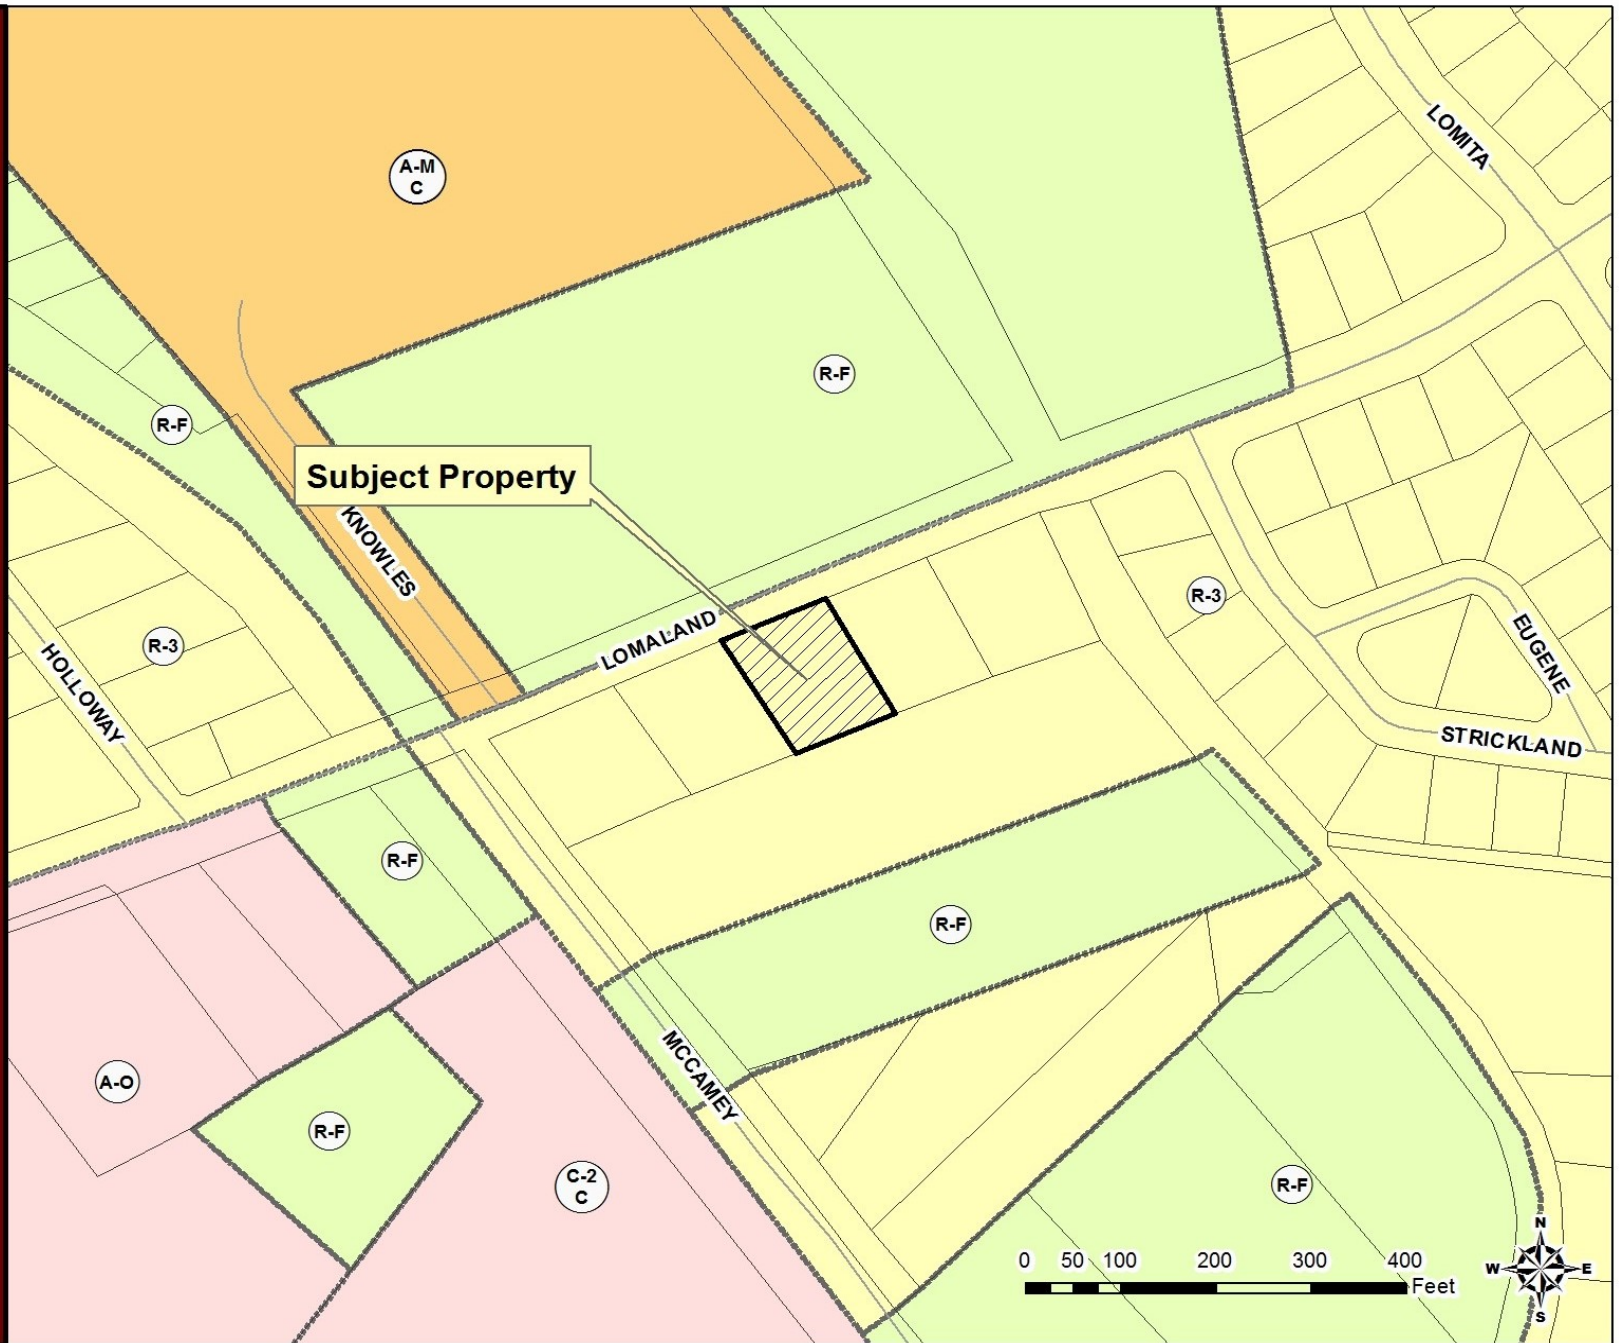 LOMITA
A-M
C
R-F
R-F
Subject Property
KNOWLES
R-3
EUGENE
LOMALAND
R-3
HOLLOWAY
STRICKLAND
R-F
R-F
MCCAMEY
A-O
R-F
C-2
C
R-F
N
W E
S
0 50 100 200 300 400
Feet